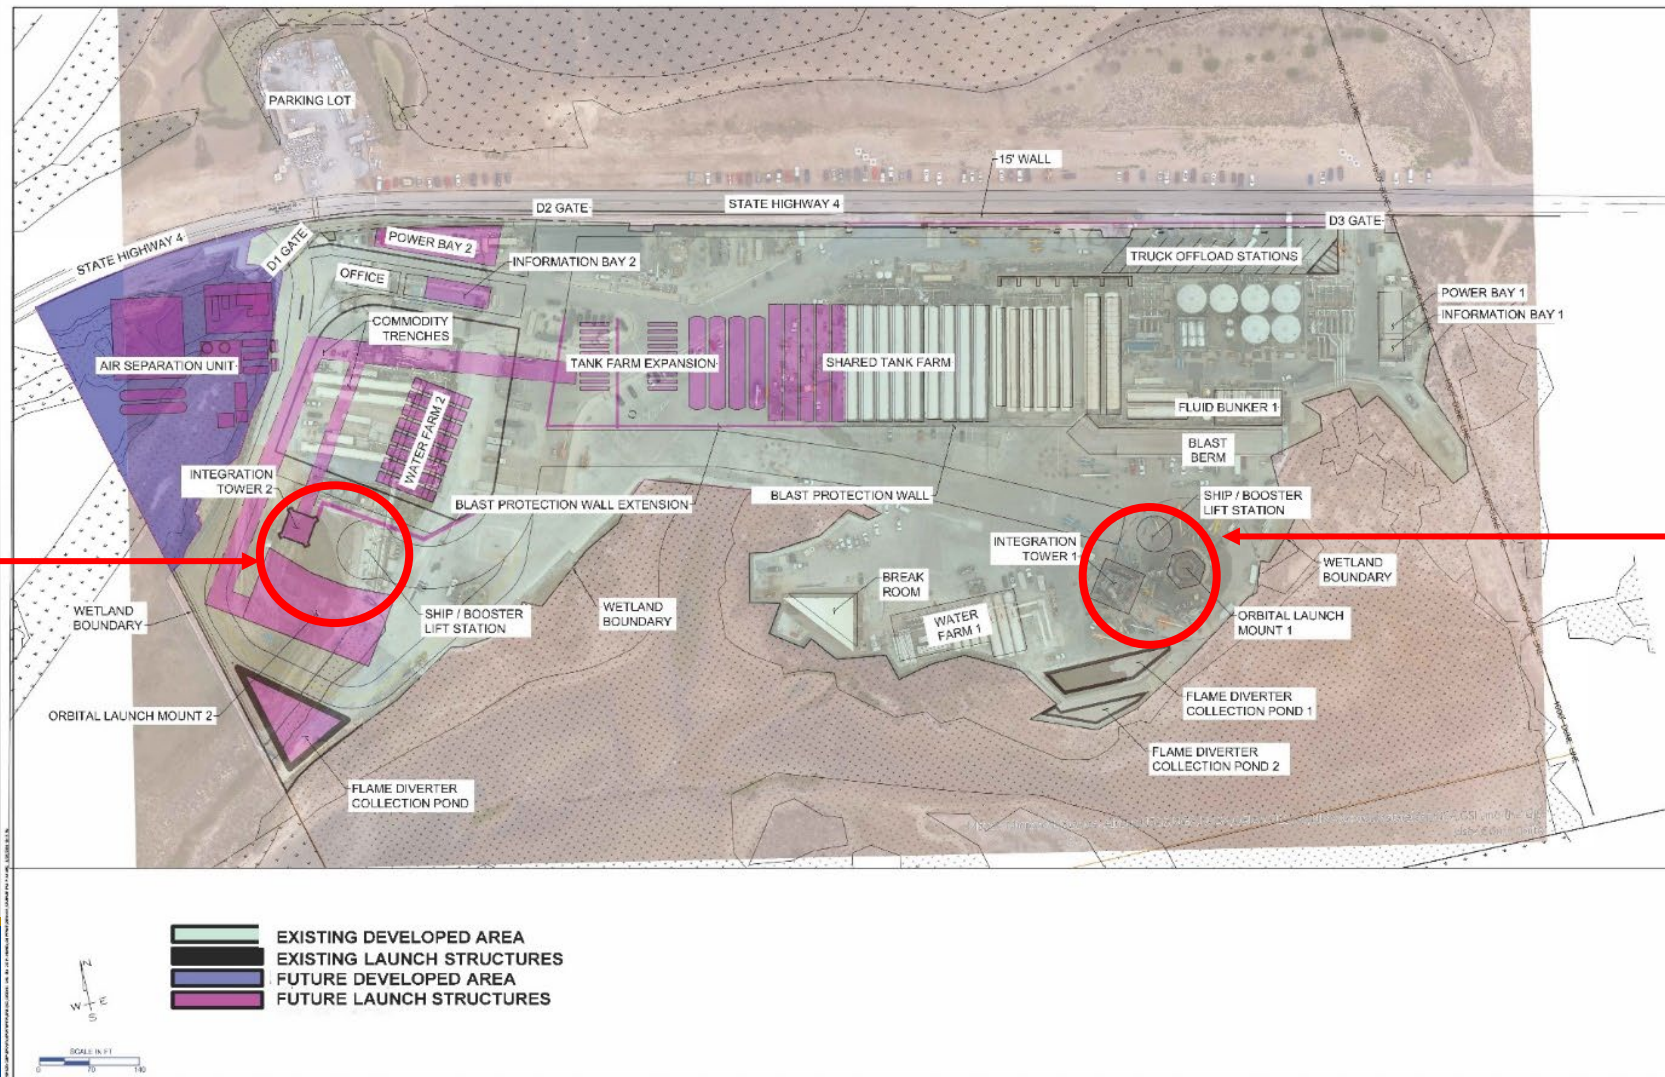 PARKING LOT
15' WALL
D2 GATE
STATE HIGHWAY 4
D3 GATE
STATE HIGHWAY 4
D1 GATE
POWER BAY 2
INFORMATION BAY 2
OFFICE
TRUCK OFFLOAD STATIONS
POWER BAY 1
INFORMATION BAY 1
COMMODITY
TRENCHES
AIR SEPARATION UNIT
TANK FARM EXPANSION
SHARED TANK FARM
WATER FARM 2
FLUID BUNKER 1
BLAST
BERM
INTEGRATION
TOWER 2
BLAST PROTECTION WALL EXTENSION
BLAST PROTECTION WALL
SHIP / BOOSTER
LIFT STATION
INTEGRATION
TOWER 1
WETLAND
BOUNDARY
BREAK
ROOM
WETLAND
BOUNDARY
SHIP / BOOSTER
LIFT STATION
WETLAND
BOUNDARY
WATER
FARM 1
ORBITAL LAUNCH
MOUNT 1
ORBITAL LAUNCH MOUNT 2
FLAME DIVERTER
COLLECTION POND 1
FLAME DIVERTER
COLLECTION POND 2
FLAME DIVERTER
COLLECTION POND
EXISTING DEVELOPED AREA
EXISTING LAUNCH STRUCTURES
FUTURE DEVELOPED AREA
FUTURE LAUNCH STRUCTURES
N
W E
S
SCALE IN FT
0 70 140